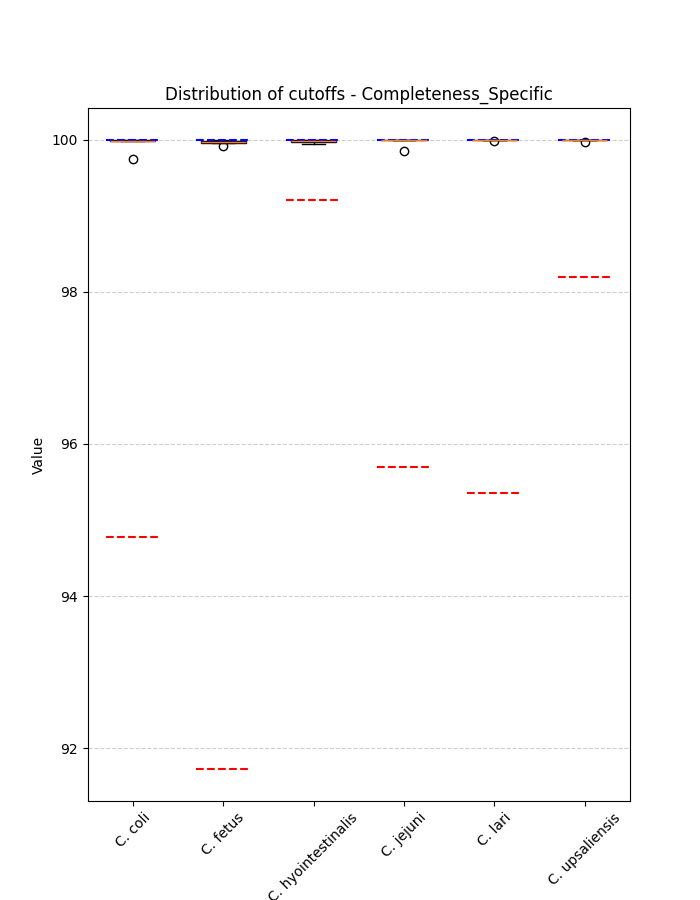 Distribution of cutoffs - Completeness_Specific
100
98
96
94
92
Value
C. coli
C. fetus
C. hyointestinalis
C. jejuni
C. lari
C. upsaliensis